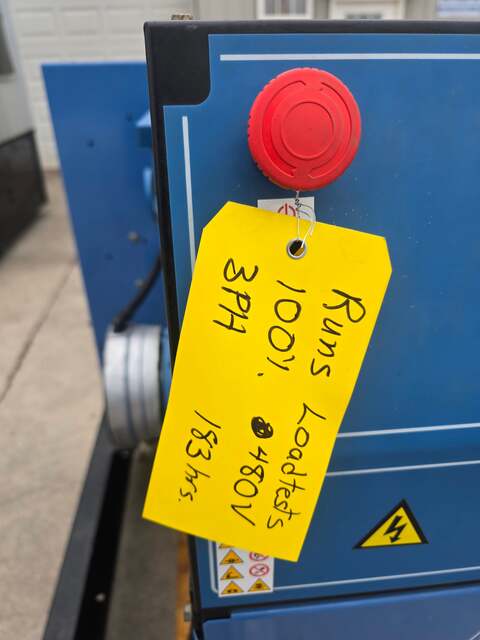 Runs Loadtests
100%. 480V
3PH 183 hrs.